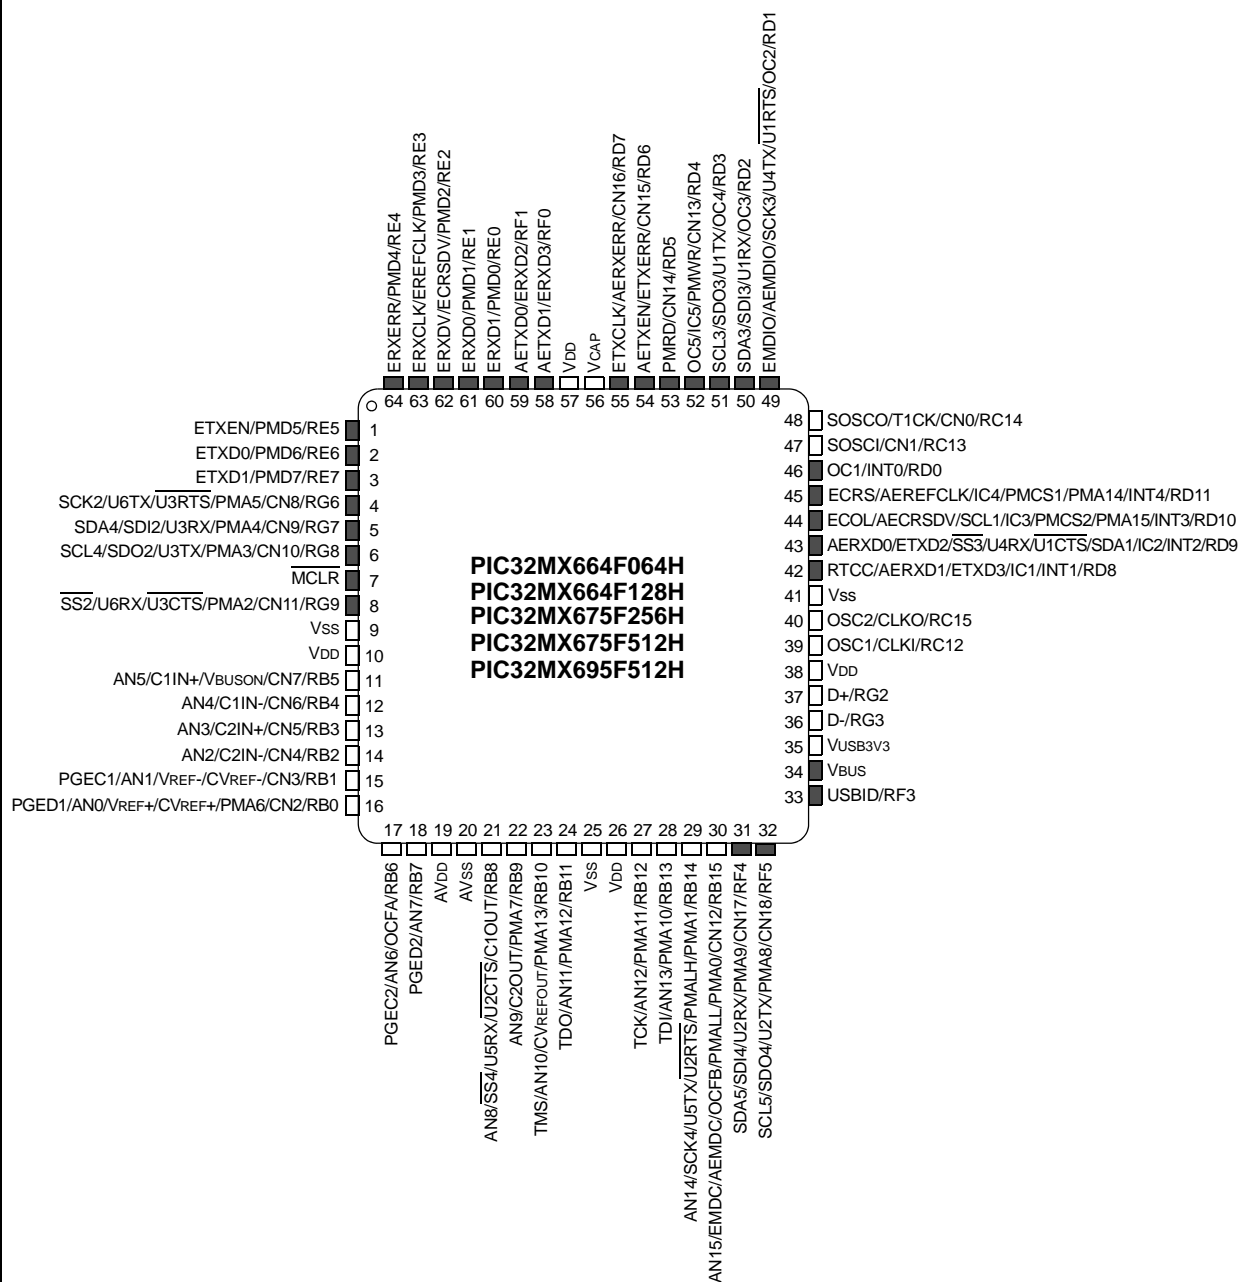 ERXERR/PMD4/RE4
ERXCLK/EREFCLK/PMD3/RE3
ERXDV/ECRSDV/PMD2/RE2
ERXD0/PMD1/RE1
ERXD1/PMD0/RE0
AETXD0/ERXD2/RF1
AETXD1/ERXD3/RF0
VDD
VCAP
ETXCLK/AERXERR/CN16/RD7
AETXEN/ETXERR/CN15/RD6
PMRD/CN14/RD5
OC5/IC5/PMWR/CN13/RD4
SCL3/SDO3/U1TX/OC4/RD3
SDA3/SDI3/U1RX/OC3/RD2
EMDIO/AEMDIO/SCK3/U4TX/U1RTS/OC2/RD1
64 63 62 61 60 59 58 57 56 55 54 53 52 51 50 49
ETXEN/PMD5/RE5 1
ETXD0/PMD6/RE6 2
ETXD1/PMD7/RE7 3
SCK2/U6TX/U3RTS/PMA5/CN8/RG6 4
SDA4/SDI2/U3RX/PMA4/CN9/RG7 5
SCL4/SDO2/U3TX/PMA3/CN10/RG8 6
MCLR 7
SS2/U6RX/U3CTS/PMA2/CN11/RG9 8
VSS 9
VDD 10
AN5/C1IN+/VBUSON/CN7/RB5 11
AN4/C1IN-/CN6/RB4 12
AN3/C2IN+/CN5/RB3 13
AN2/C2IN-/CN4/RB2 14
PGEC1/AN1/VREF-/CVREF-/CN3/RB1 15
PGED1/AN0/VREF+/CVREF+/PMA6/CN2/RB0 16
PIC32MX664F064H
PIC32MX664F128H
PIC32MX675F256H
PIC32MX675F512H
PIC32MX695F512H
48 SOSCO/T1CK/CN0/RC14
47 SOSCI/CN1/RC13
46 OC1/INT0/RD0
45 ECRS/AEREFCLK/IC4/PMCS1/PMA14/INT4/RD11
44 ECOL/AECRSDV/SCL1/IC3/PMCS2/PMA15/INT3/RD10
43 AERXD0/ETXD2/SS3/U4RX/U1CTS/SDA1/IC2/INT2/RD9
42 RTCC/AERXD1/ETXD3/IC1/INT1/RD8
41 Vss
40 OSC2/CLKO/RC15
39 OSC1/CLKI/RC12
38 VDD
37 D+/RG2
36 D-/RG3
35 VUSB3V3
34 VBUS
33 USBID/RF3
17 18 19 20 21 22 23 24 25 26 27 28 29 30 31 32
PGEC2/AN6/OCFA/RB6
PGED2/AN7/RB7
AVDD
AVSS
AN8/SS4/U5RX/U2CTS/C1OUT/RB8
AN9/C2OUT/PMA7/RB9
TMS/AN10/CVREFOUT/PMA13/RB10
TDO/AN11/PMA12/RB11
VSS
VDD
TCK/AN12/PMA11/RB12
TDI/AN13/PMA10/RB13
AN14/SCK4/U5TX/U2RTS/PMALH/PMA1/RB14
AN15/EMDC/AEMDC/OCFB/PMALL/PMA0/CN12/RB15
SDA5/SDI4/U2RX/PMA9/CN17/RF4
SCL5/SDO4/U2TX/PMA8/CN18/RF5